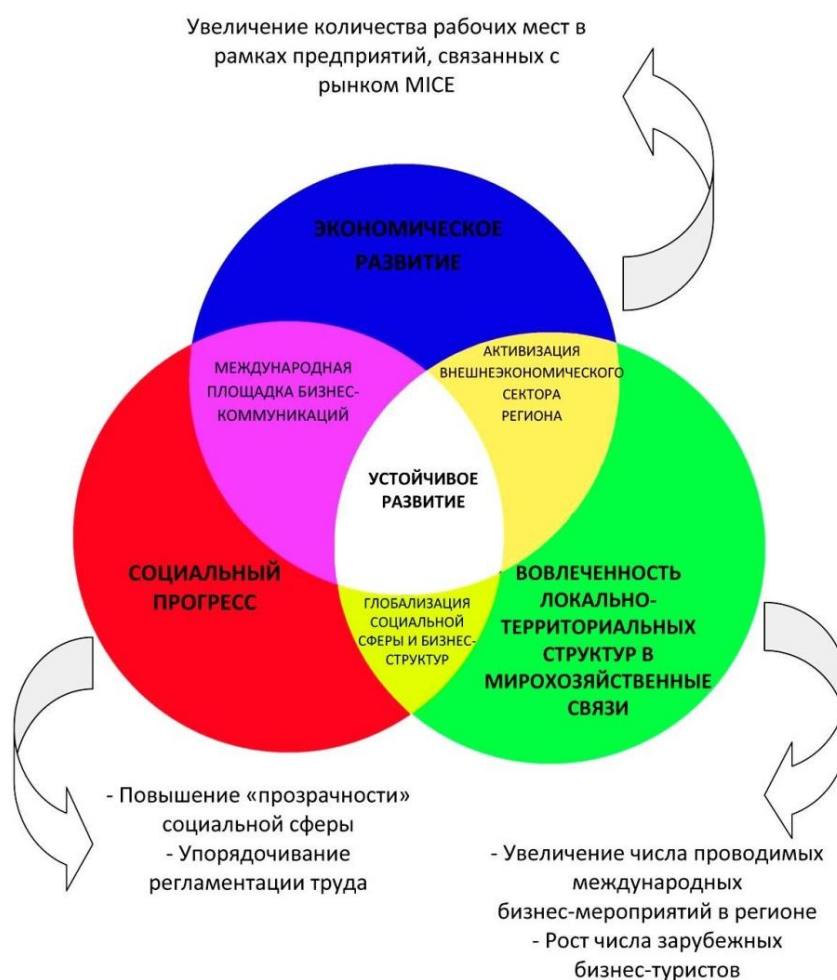 Увеличение количества рабочих мест в
рамках предприятий, связанных с
рынком MICE
ЭКОНОМИЧЕСКОЕ
РАЗВИТИЕ
МЕЖДУНАРОДНАЯ
ПЛОЩАДКА БИЗНЕС-
КОММУНИКАЦИЙ
АКТИВИЗАЦИЯ
ВНЕШНЕЭКОНОМИЧЕСКОГО
СЕКТОРА
РЕГИОНА
УСТОЙЧИВОЕ
РАЗВИТИЕ
СОЦИАЛЬНЫЙ
ПРОГРЕСС
ГЛОБАЛИЗАЦИЯ
СОЦИАЛЬНОЙ
СФЕРЫ И БИЗНЕС-
СТРУКТУР
ВОВЛЕЧЕННОСТЬ
ЛОКАЛЬНО-
ТЕРРИТОРИАЛЬНЫХ
СТРУКТУР В
МИРОХОЗЯЙСТВЕННЫЕ
СВЯЗИ
- Повышение «прозрачности»
социальной сферы
- Упорядочивание
регламентации труда
- Увеличение числа проводимых
международных
бизнес-мероприятий в регионе
- Рост числа зарубежных
бизнес-туристов